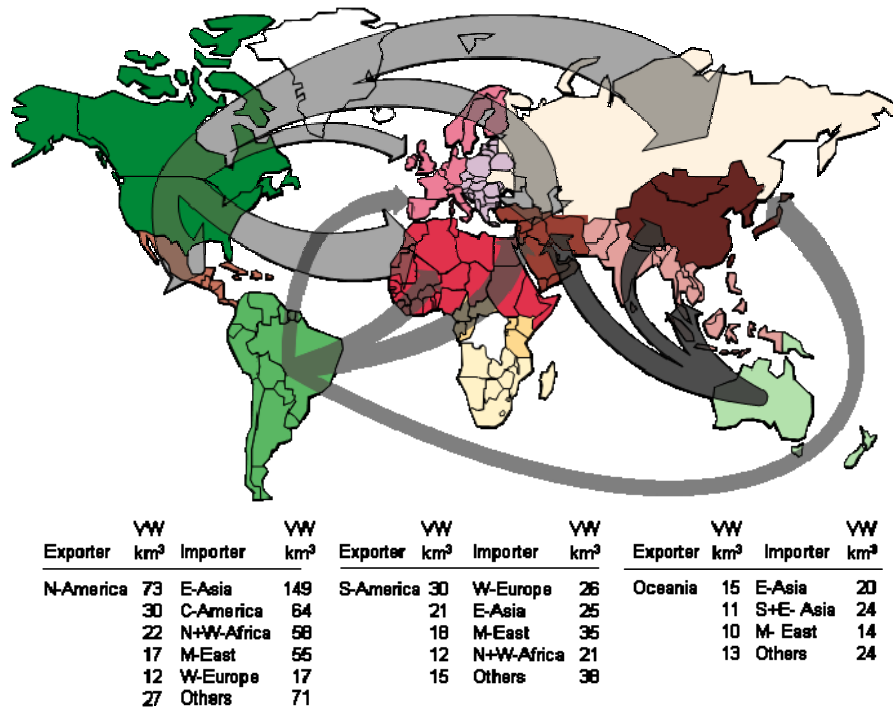 VW VW VW VW VW VW
Exporter km³ Importer km³ Exporter km³ Importer km³ Exporter km³ Importer km³
N-America 73 E-Asia 149 S-America 30 W-Europe 26 Oceania 15 E-Asia 20
30 C-America 64 21 E-Asia 25 11 S+E- Asia 24
22 N+W-Africa 58 18 M-East 35 10 M- East 14
17 M-East 55 12 N+W-Africa 21 13 Others 24
12 W-Europe 17 15 Others 38
27 Others 71